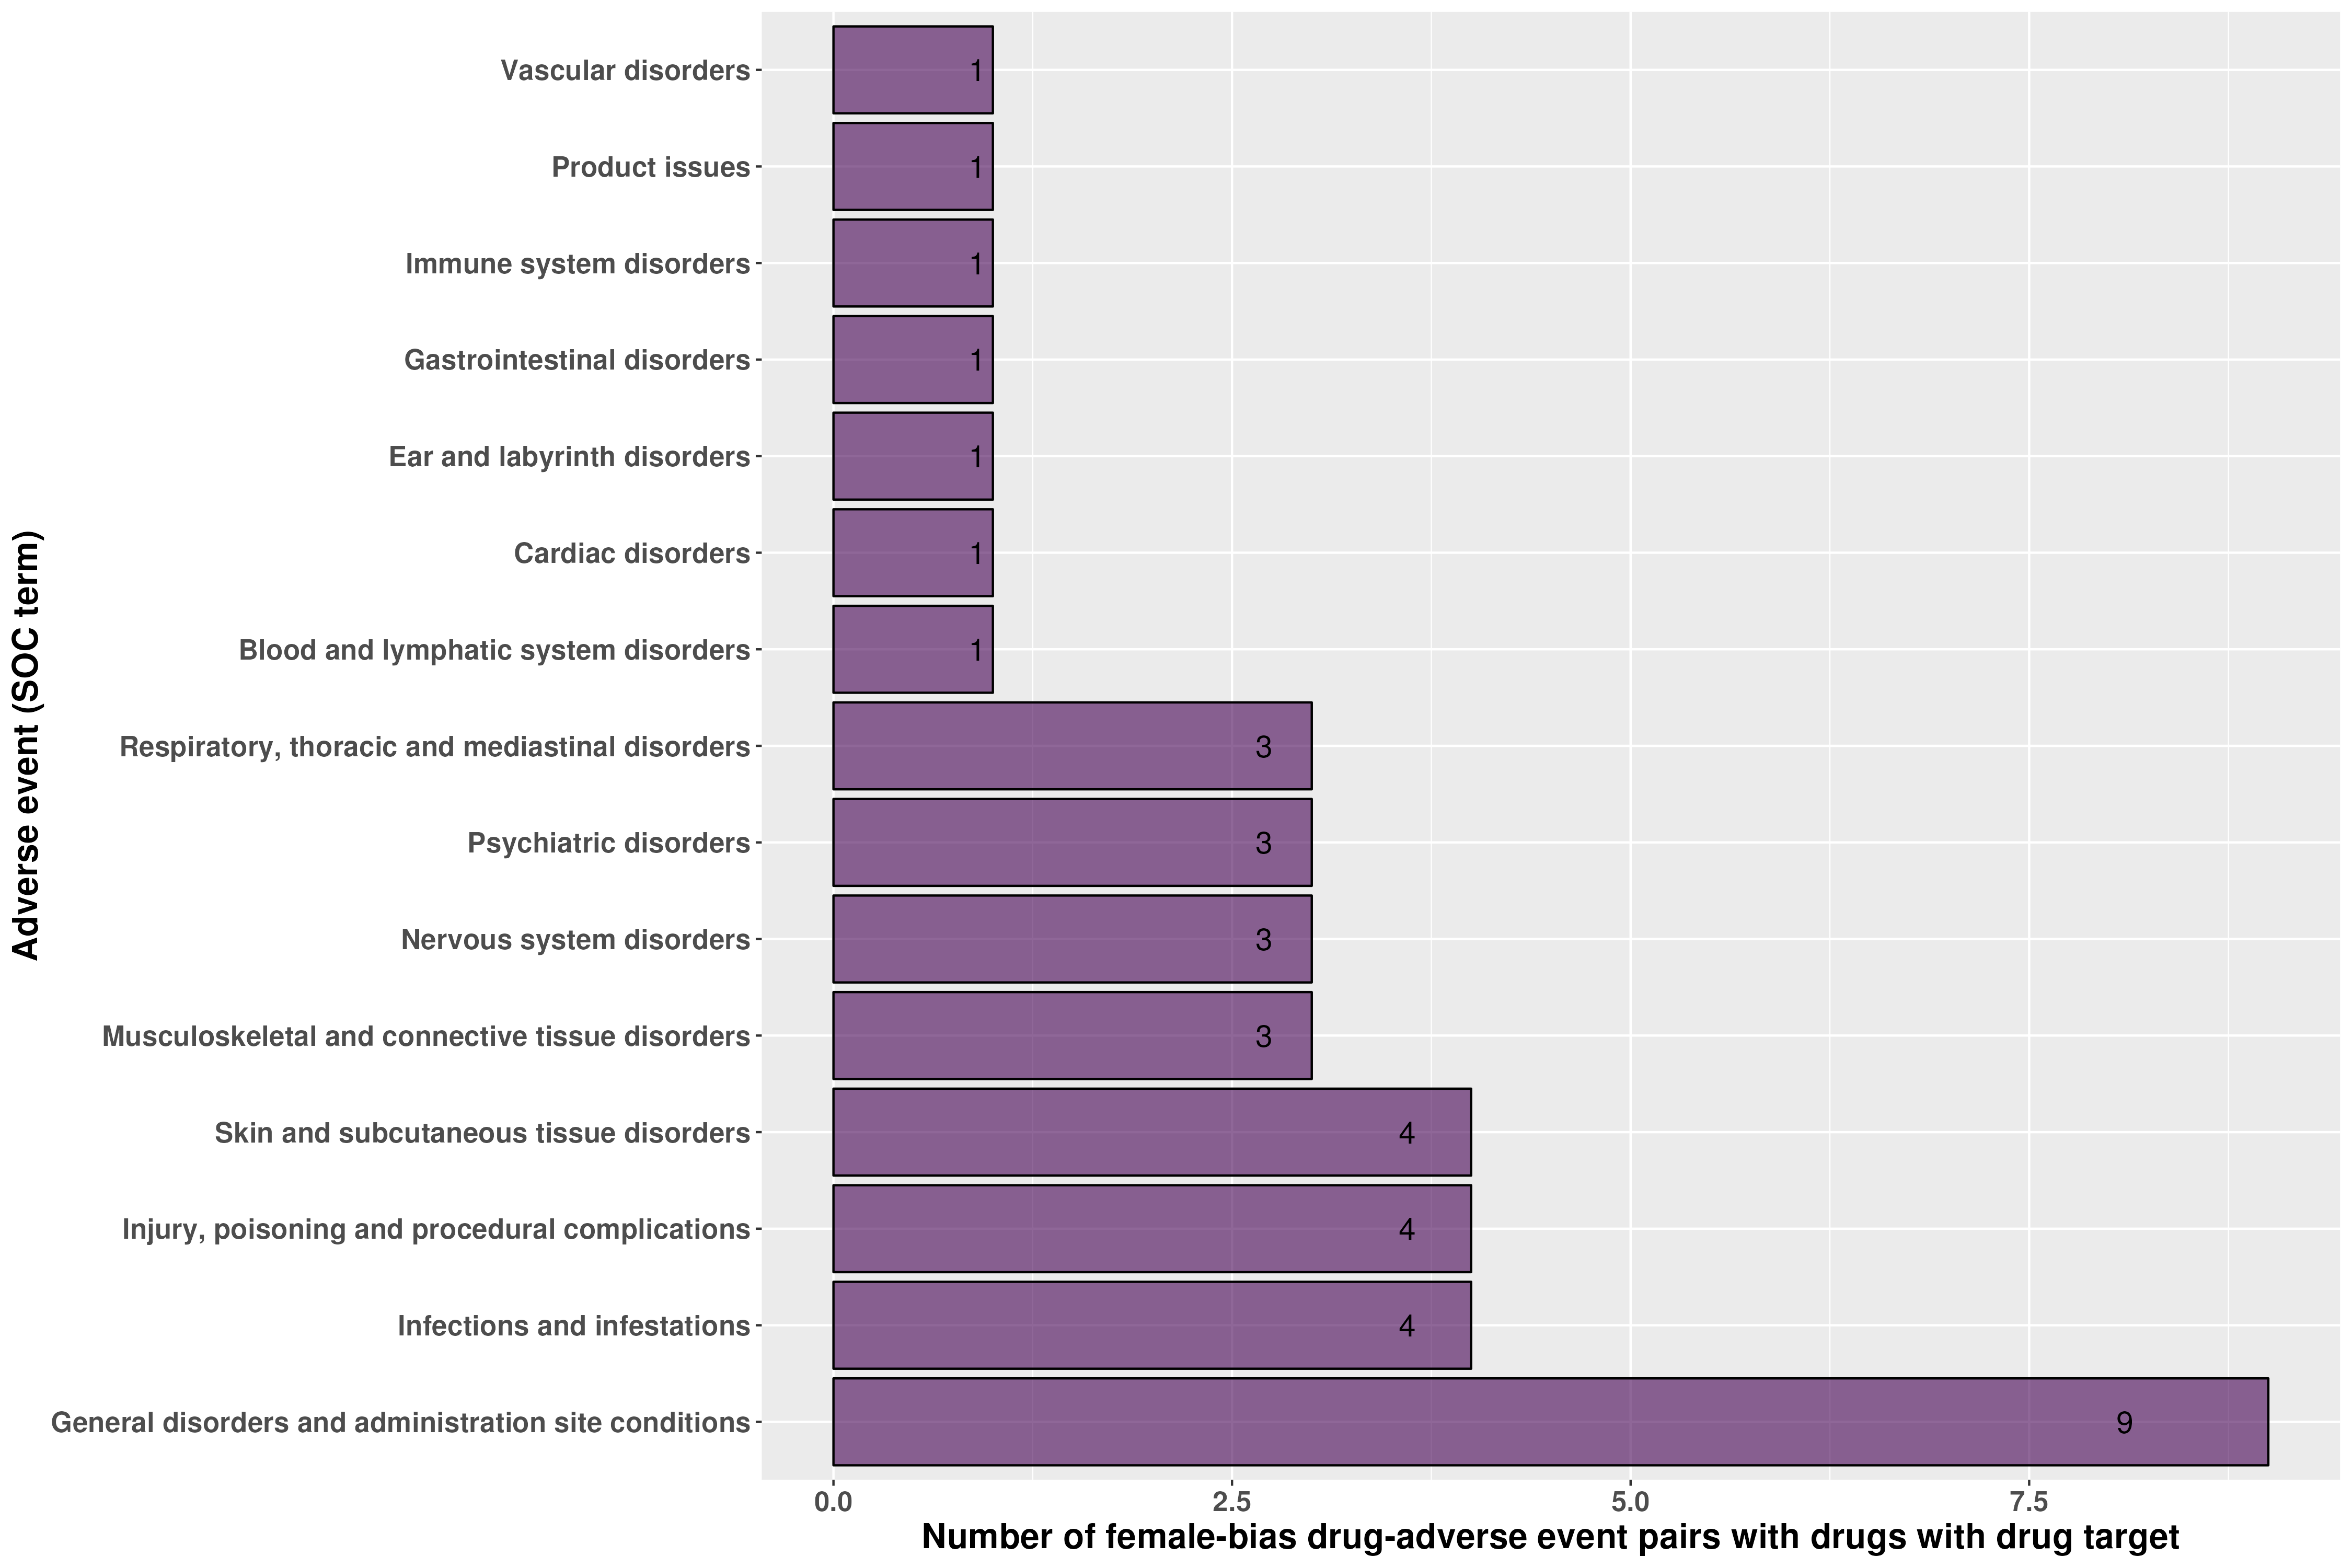 Adverse event (SOC term)
Vascular disorders 1
Product issues 1
Immune system disorders 1
Gastrointestinal disorders 1
Ear and labyrinth disorders 1
Cardiac disorders 1
Blood and lymphatic system disorders 1
Respiratory, thoracic and mediastinal disorders 3
Psychiatric disorders 3
Nervous system disorders 3
Musculoskeletal and connective tissue disorders 3
Skin and subcutaneous tissue disorders 4
Injury, poisoning and procedural complications 4
Infections and infestations 4
General disorders and administration site conditions 9
0.0 2.5 5.0 7.5
Number of female-bias drug-adverse event pairs with drugs with drug target